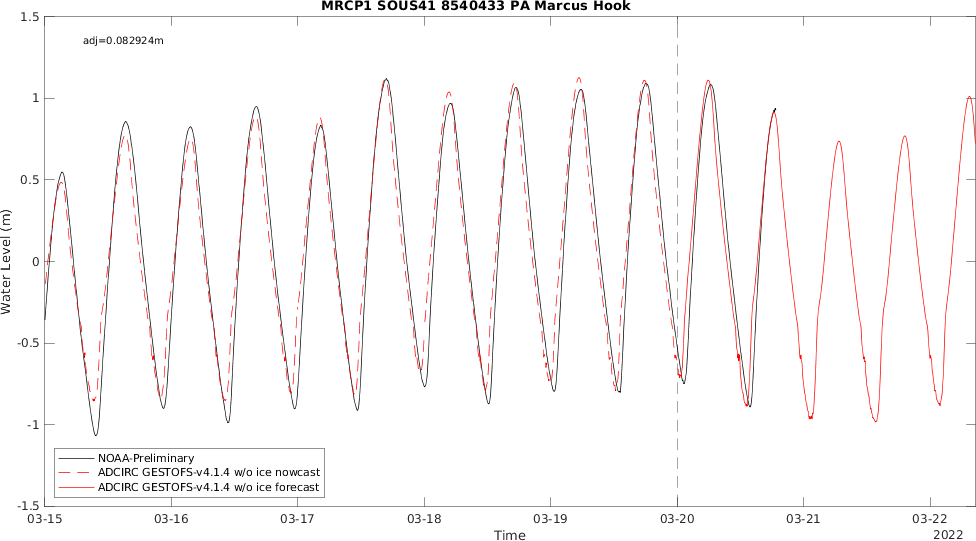 MRCP1 SOUS41 8540433 PA Marcus Hook
adj=0.082924m
1.5
1
0.5
0
-0.5
-1
-1.5
Water Level (m)
NOAA-Preliminary
ADCIRC GESTOFS-v4.1.4 w/o ice nowcast
ADCIRC GESTOFS-v4.1.4 w/o ice forecast
03-15 03-16 03-17 03-18 03-19 03-20 03-21 03-22
Time
2022